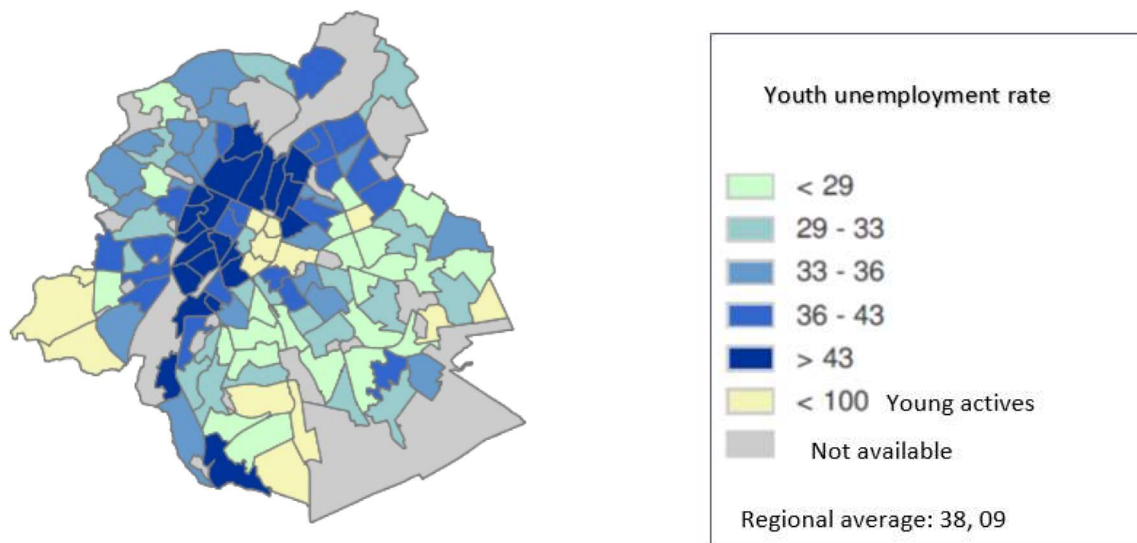 Youth unemployment rate
< 29
29 - 33
33 - 36
36 - 43
> 43
< 100 Young actives
Not available
Regional average: 38, 09